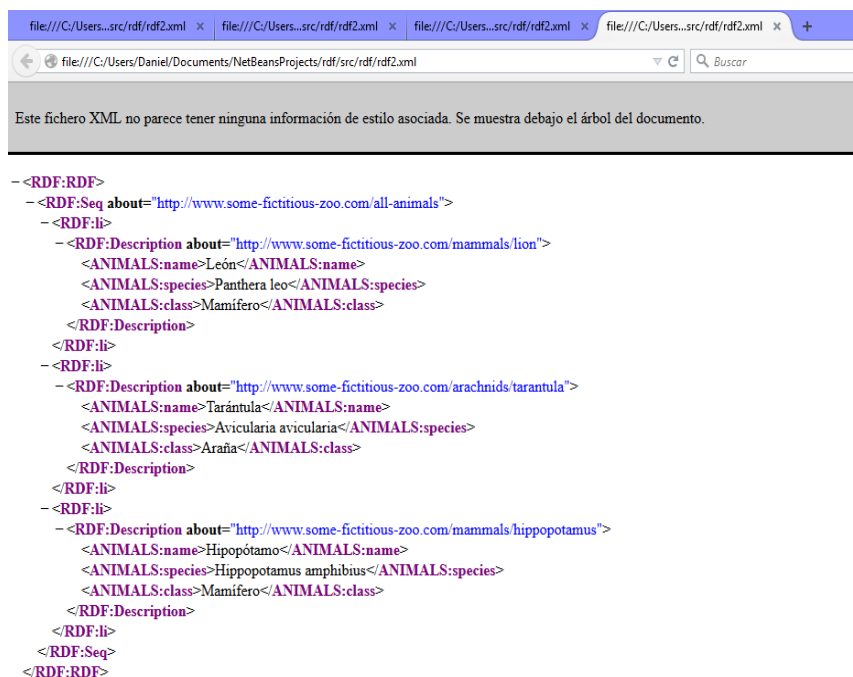 file:///C:/Users...src/rdf/rdf2.xml × file:///C:/Users...src/rdf/rdf2.xml × file:///C:/Users...src/rdf/rdf2.xml × file:///C:/Users...src/rdf/rdf2.xml × +
file:///C:/Users/Daniel/Documents/NetBeansProjects/rdf/src/rdf/rdf2.xml Buscar
Este fichero XML no parece tener ninguna información de estilo asociada. Se muestra debajo el árbol del documento.
−<RDF:RDF>
−<RDF:Seq about="http://www.some-fictitious-zoo.com/all-animals">
−<RDF:li>
−<RDF:Description about="http://www.some-fictitious-zoo.com/mammals/lion">
<ANIMALS:name>León</ANIMALS:name>
<ANIMALS:species>Panthera leo</ANIMALS:species>
<ANIMALS:class>Mamífero</ANIMALS:class>
</RDF:Description>
</RDF:li>
−<RDF:li>
−<RDF:Description about="http://www.some-fictitious-zoo.com/arachnids/tarantula">
<ANIMALS:name>Tarántula</ANIMALS:name>
<ANIMALS:species>Avicularia avicularia</ANIMALS:species>
<ANIMALS:class>Araña</ANIMALS:class>
</RDF:Description>
</RDF:li>
−<RDF:li>
−<RDF:Description about="http://www.some-fictitious-zoo.com/mammals/hippopotamus">
<ANIMALS:name>Hipopótamo</ANIMALS:name>
<ANIMALS:species>Hippopotamus amphibius</ANIMALS:species>
<ANIMALS:class>Mamífero</ANIMALS:class>
</RDF:Description>
</RDF:li>
</RDF:Seq>
</RDF:RDF>